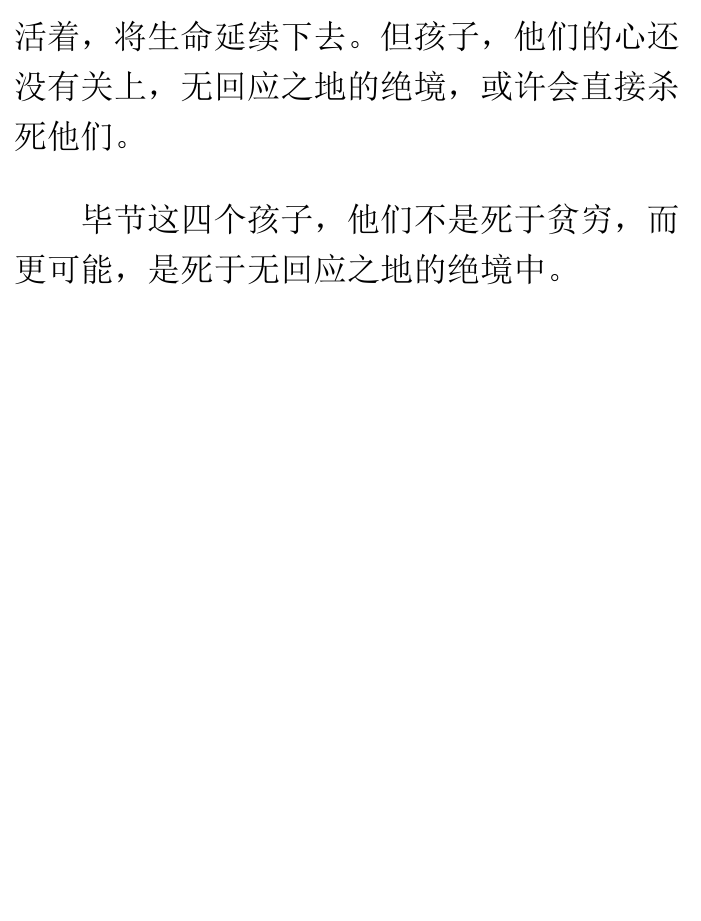 活着，将生命延续下去。但孩子，他们的心还
没有关上，无回应之地的绝境，或许会直接杀
死他们。
毕节这四个孩子，他们不是死于贫穷，而
更可能，是死于无回应之地的绝境中。